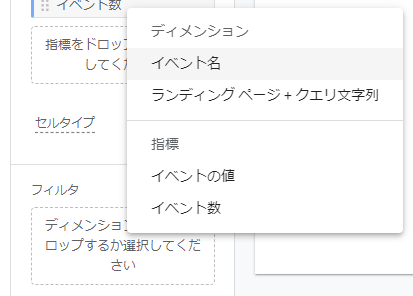 イベント数
指標をドロップ
してくだ
セルタイプ
フィルタ
ディメンション
ロップするか選択してくだ
さい
ディメンション
イベント名
ランディング ページ + クエリ文字列
指標
イベントの値
イベント数